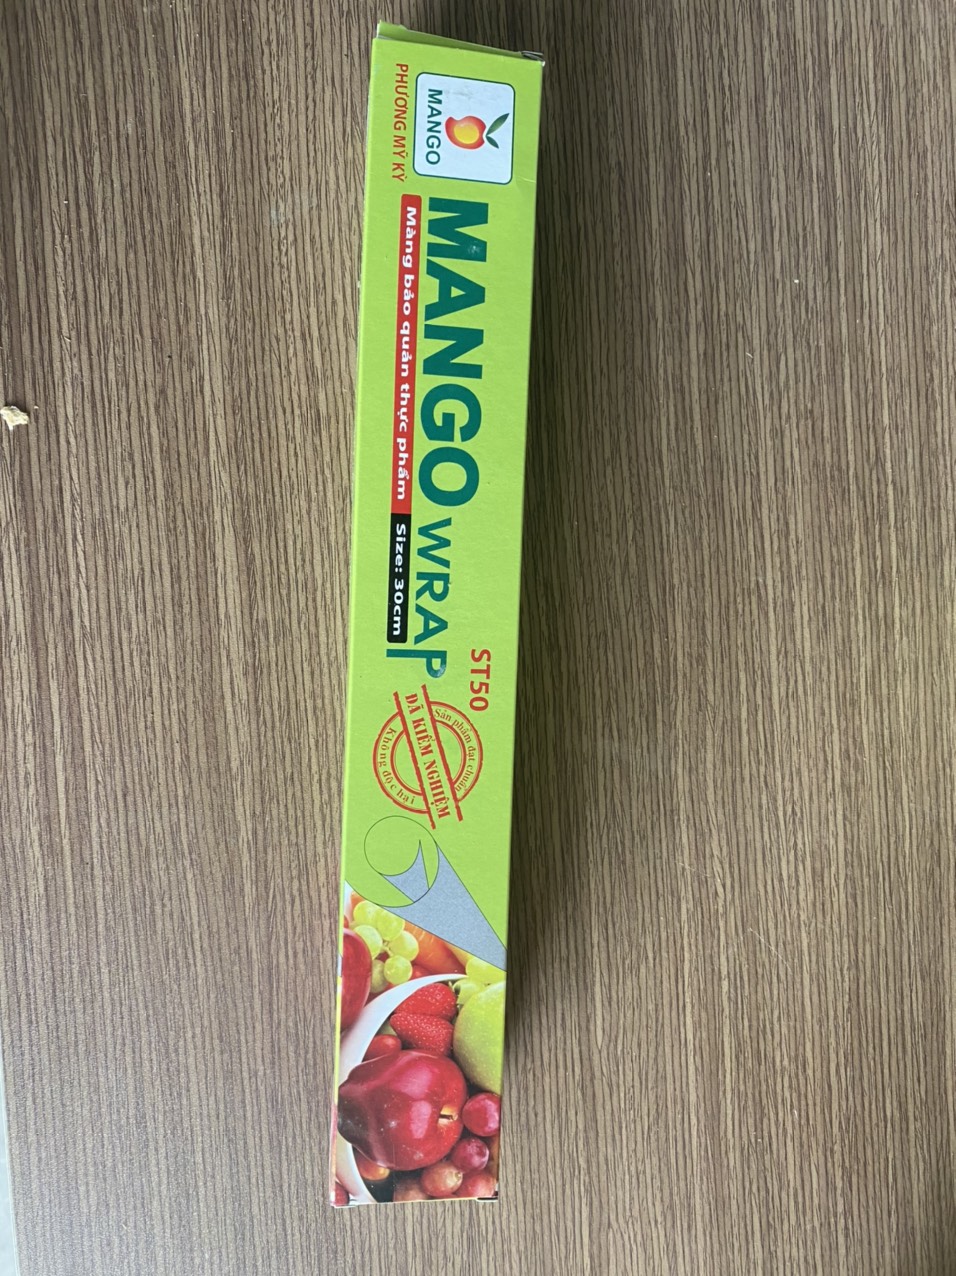 MANGO
PHƯƠNG MỸ KỲ
MANGO WRAP
Màng bảo quản thực phẩm
Size: 30cm
ST50
Sản phẩm đạt chuẩn
ĐÃ KIỂM NGHIỆM
Không độc hại